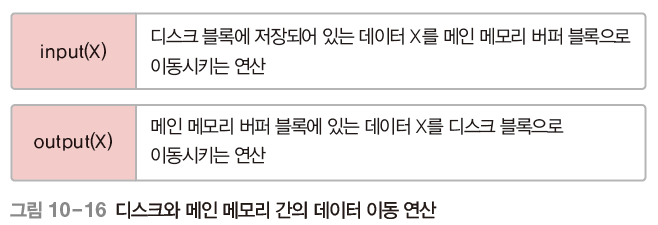 input(X)
디스크 블록에 저장되어 있는 데이터 X를 메인 메모리 버퍼 블록으로
이동시키는 연산
output(X)
메인 메모리 버퍼 블록에 있는 데이터 X를 디스크 블록으로
이동시키는 연산
그림 10-16 디스크와 메인 메모리 간의 데이터 이동 연산